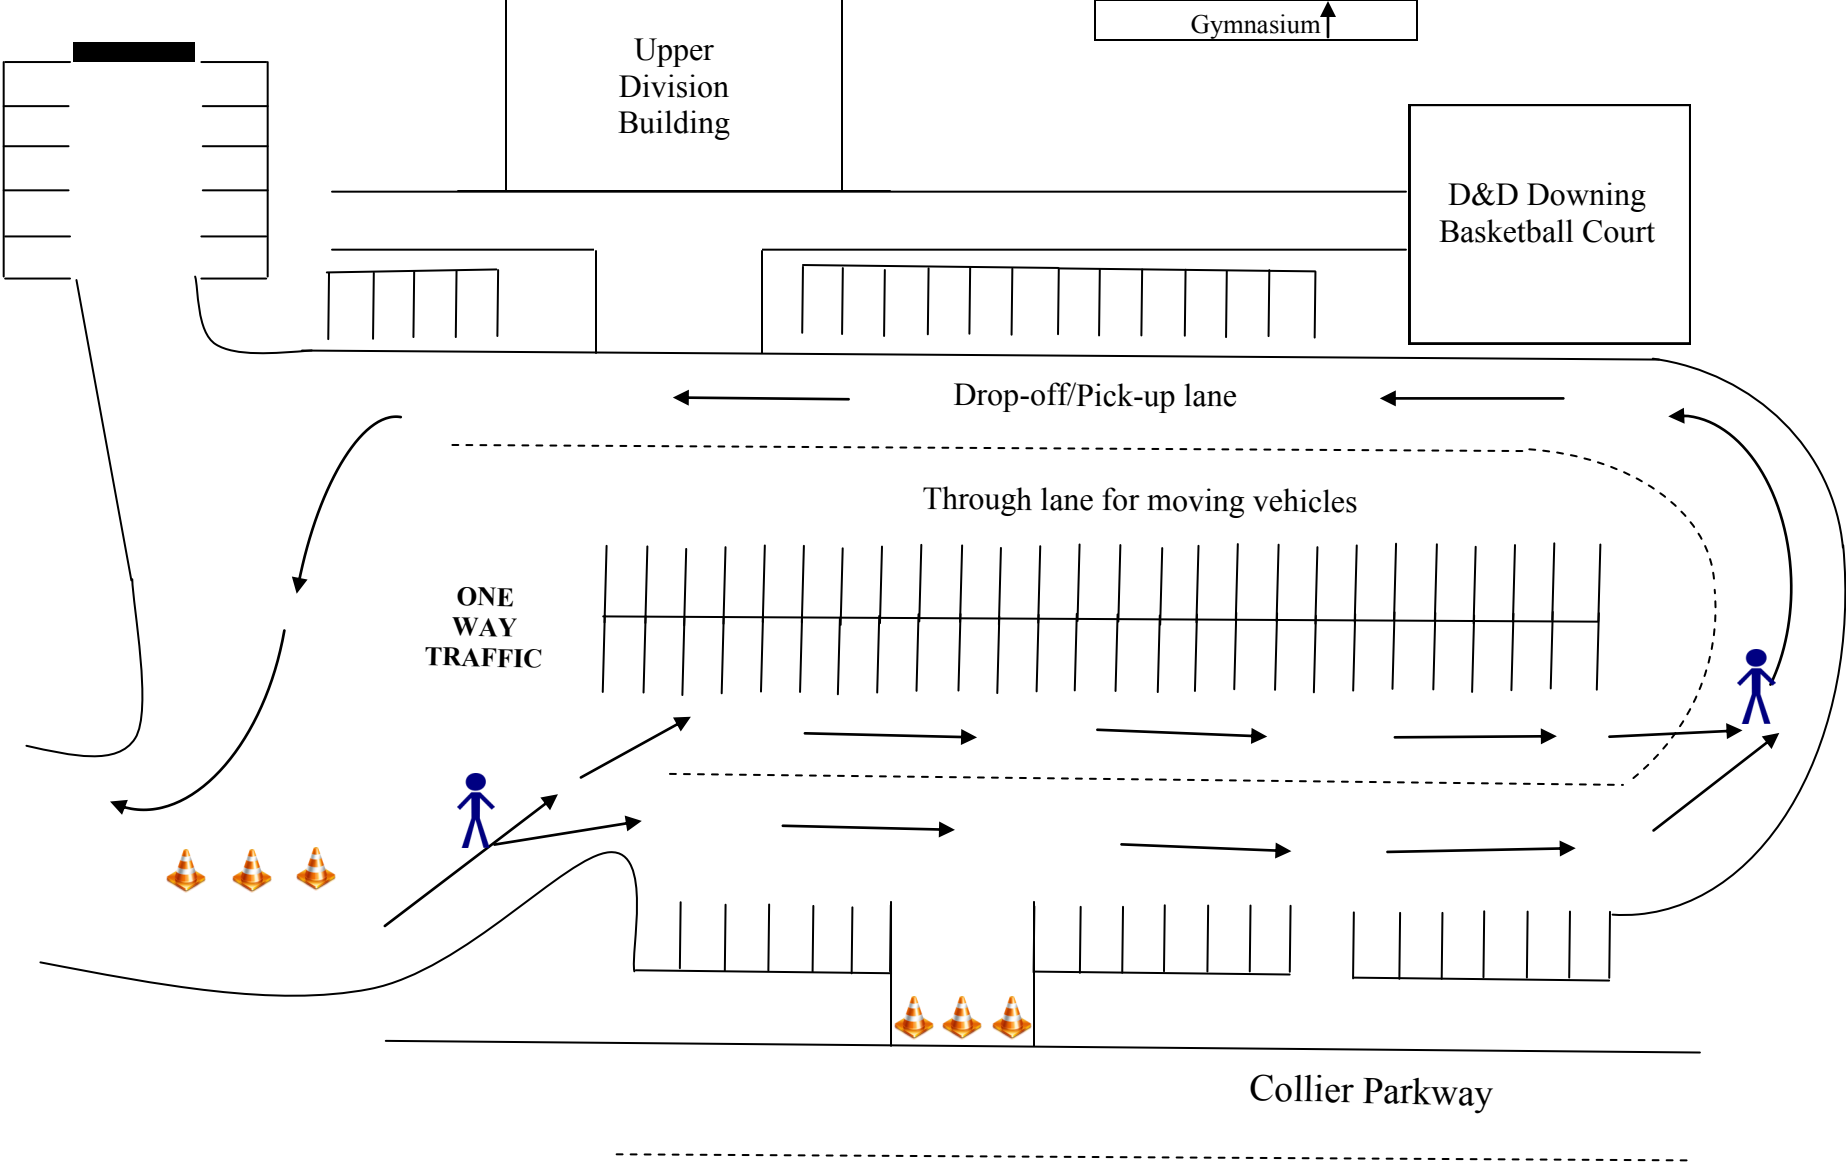 Gymnasium
Upper
Division
Building
D&D Downing
Basketball Court
Drop-off/Pick-up lane
Through lane for moving vehicles
ONE
WAY
TRAFFIC
Collier Parkway